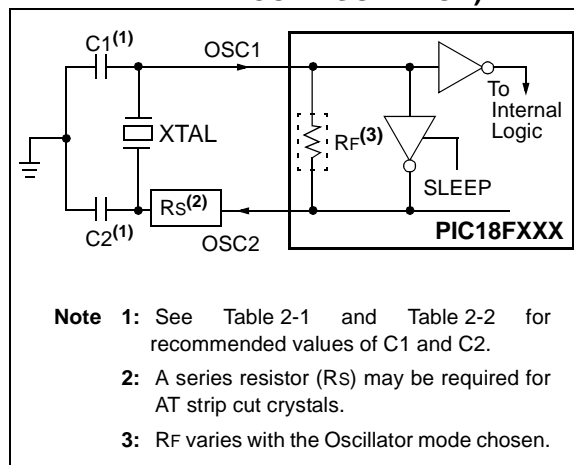 C1(1)
OSC1
To
Internal
Logic
XTAL
RF(3)
SLEEP
RS(2)
C2(1)
OSC2
PIC18FXXX
Note 1: See Table 2-1 and Table 2-2 for
recommended values of C1 and C2.
2: A series resistor (RS) may be required for
AT strip cut crystals.
3: RF varies with the Oscillator mode chosen.